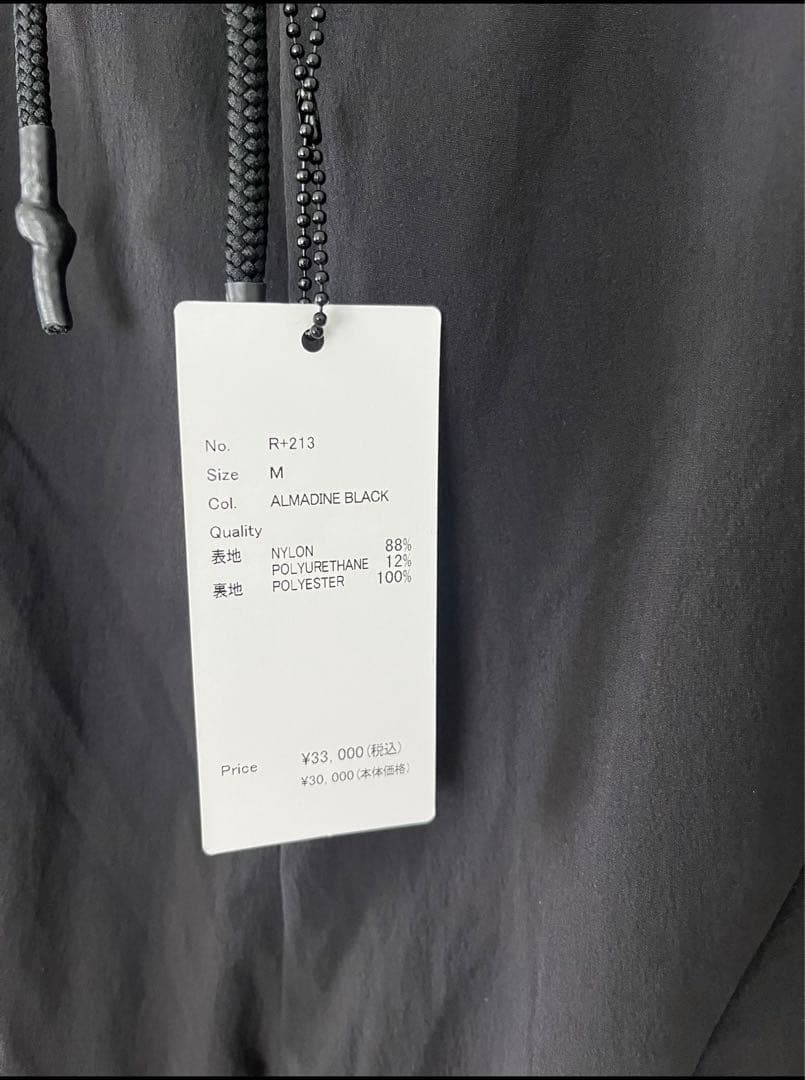 No. R+213
Size M
Col. ALMADINE BLACK
Quality
表地 NYLON 88%
POLYURETHANE 12%
裏地 POLYESTER 100%
Price ¥33,000(税込)
¥30,000(本体価格)